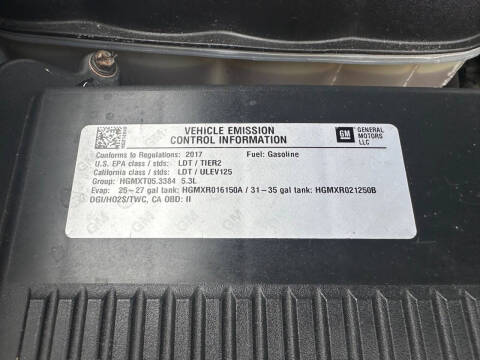 VEHICLE EMISSION
CONTROL INFORMATION
GM
GENERAL
MOTORS
LLC
Conforms to Regulations: 2017 Fuel: Gasoline
U.S. EPA class / stds: LDT / TIER2
California class / stds: LDT / ULEV125
Group: HGMXT05.3384 5.3L
Evap: 25-27 gal tank: HGMXR016150A / 31-35 gal tank: HGMXR021250B
DGI/HO2S/TWC, CA OBD: II